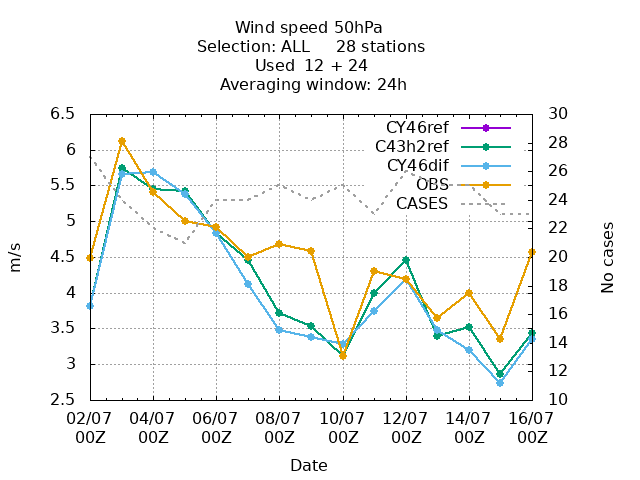 Wind speed 50hPa
Selection: ALL 28 stations
Used 12 + 24
Averaging window: 24h
6.5
6
5.5
5
4.5
4
3.5
3
2.5
m/s
30
28
26
24
22
20
18
16
14
12
10
No cases
CY46ref
C43h2ref
CY46dif
OBS
CASES
02/07 04/07 06/07 08/07 10/07 12/07 14/07 16/07
00Z 00Z 00Z 00Z 00Z 00Z 00Z 00Z
Date